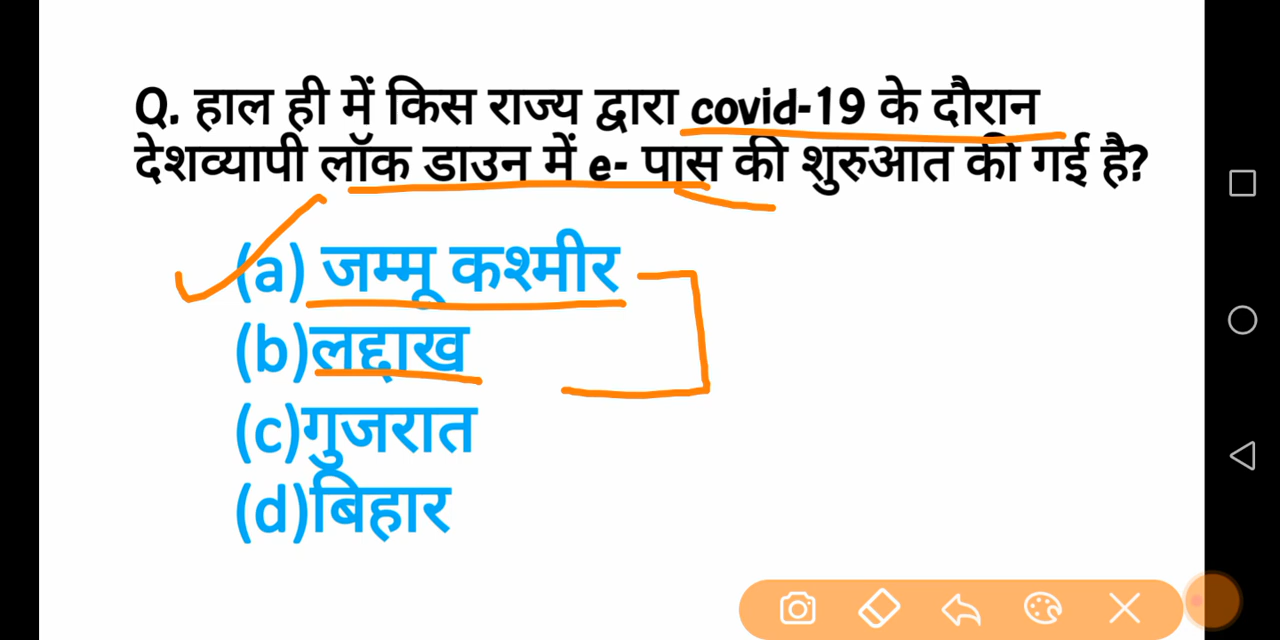 Q. हाल ही में किस राज्य द्वारा covid-19 के दौरान
देशव्यापी लॉक डाउन में e- पास की शुरुआत की गई है?
(a) जम्मू कश्मीर
(b)लद्दाख
(c)गुजरात
(d)बिहार